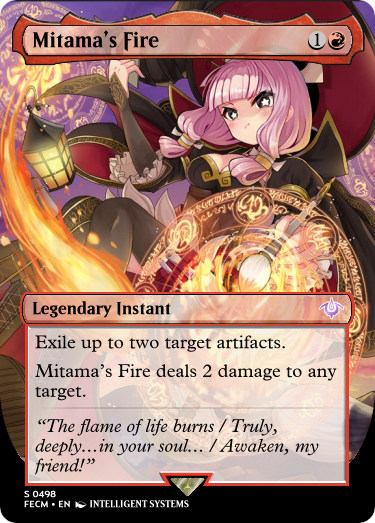 Mitama's Fire 1
Legendary Instant
Exile up to two target artifacts.
Mitama's Fire deals 2 damage to any
target.
“The flame of life burns / Truly,
deeply…in your soul… / Awaken, my
friend!”
S 0498
FECM • EN INTELLIGENT SYSTEMS